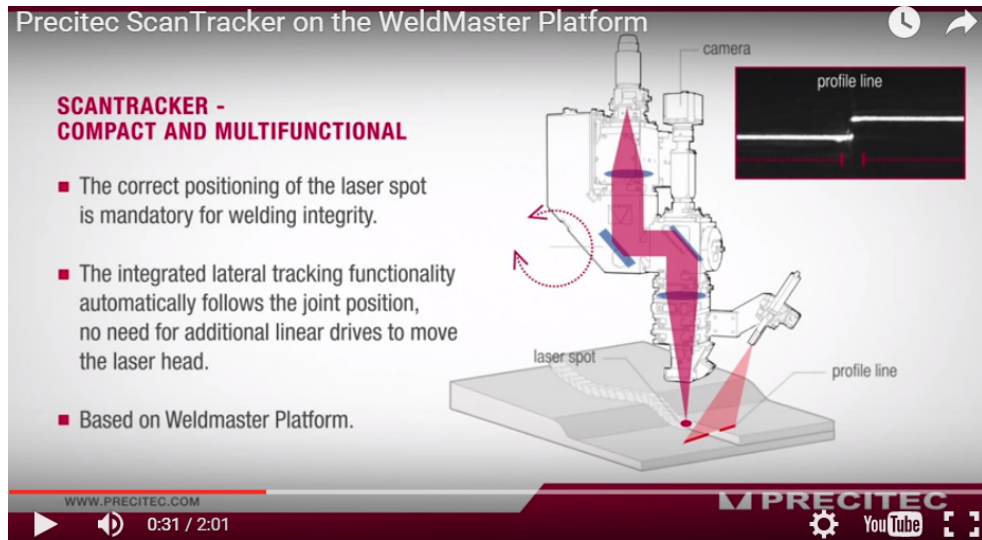 Precitec ScanTracker on the WeldMaster Platform
camera
profile line
SCANTRACKER -
COMPACT AND MULTIFUNCTIONAL
The correct positioning of the laser spot
is mandatory for welding integrity.
The integrated lateral tracking functionality
automatically follows the joint position,
no need for additional linear drives to move
the laser head.
laser spot
profile line
Based on Weldmaster Platform.
WWW.PRECITEC.COM
PRECITEC
0:31 / 2:01
YouTube